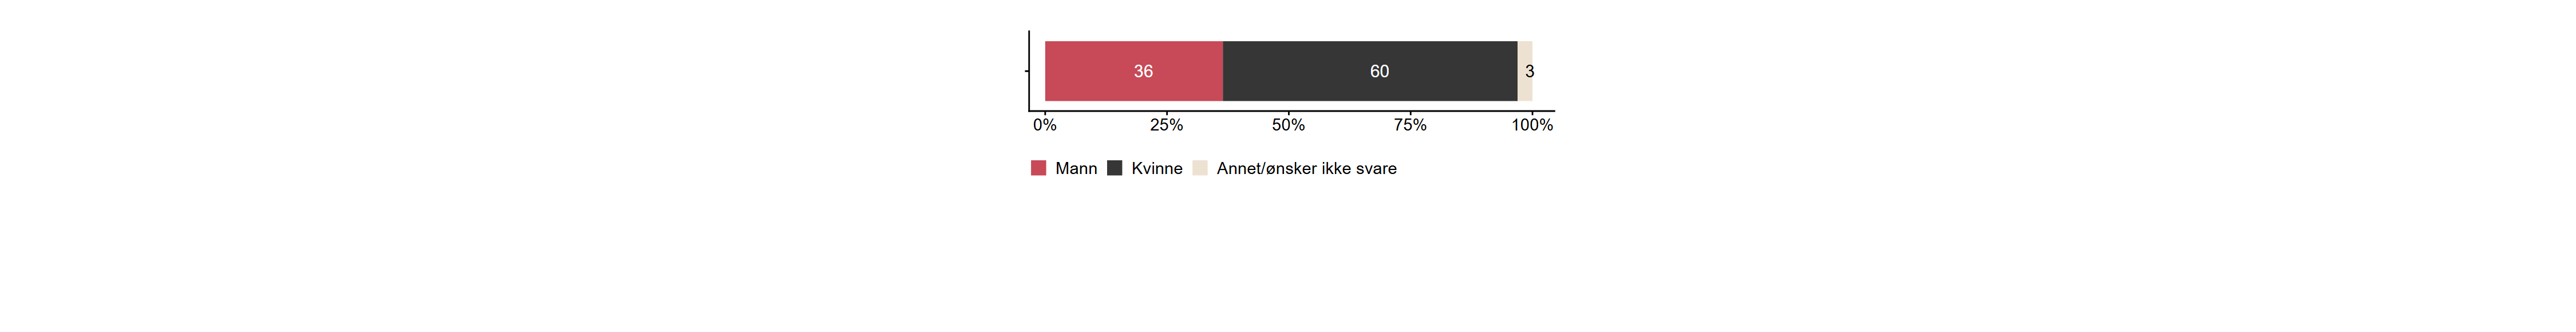 36 60 3
0% 25% 50% 75% 100%
Mann Kvinne Annet/ønsker ikke svare